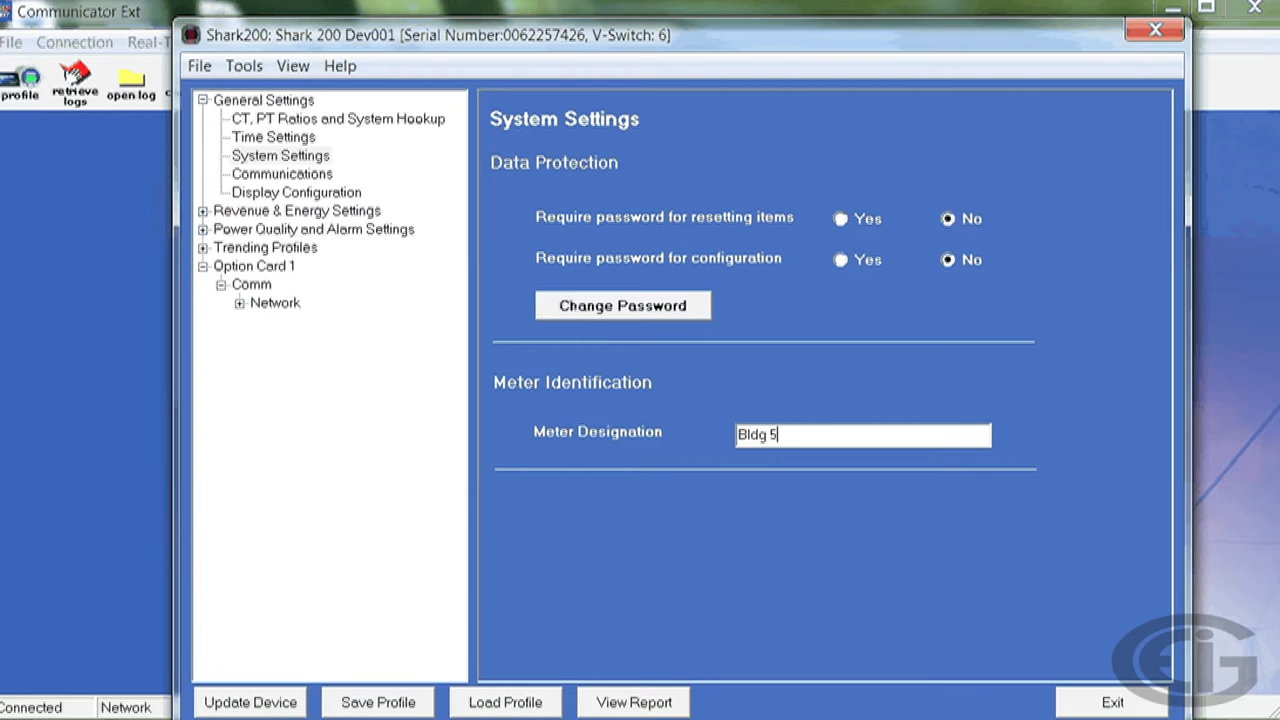 Communicator Ext
File Connection Real-T
profile
retrieve logs
open log
Shark200: Shark 200 Dev001 [Serial Number:0062257426, V-Switch: 6]
File Tools View Help
General Settings
CT, PT Ratios and System Hookup
Time Settings
System Settings
Communications
Display Configuration
Revenue & Energy Settings
Power Quality and Alarm Settings
Trending Profiles
Option Card 1
Comm
Network
System Settings
Data Protection
Require password for resetting items Yes No
Require password for configuration Yes No
Change Password
Meter Identification
Meter Designation Bldg 5
Update Device Save Profile Load Profile View Report Exit
Connected Network
EIG